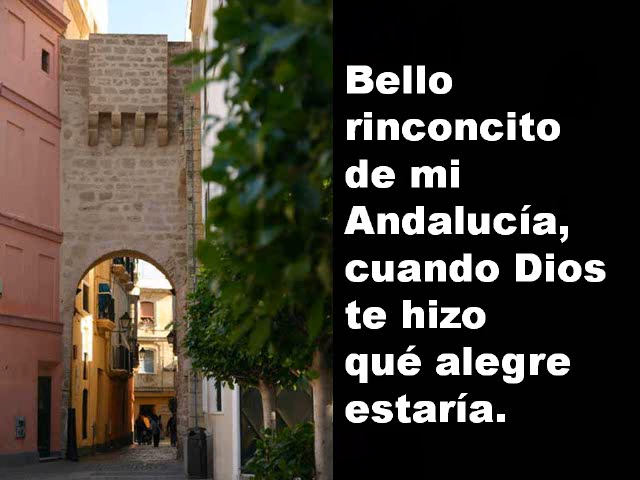 Bello
rinconcito
de mi
Andalucía,
cuando Dios
te hizo
qué alegre
estaría.